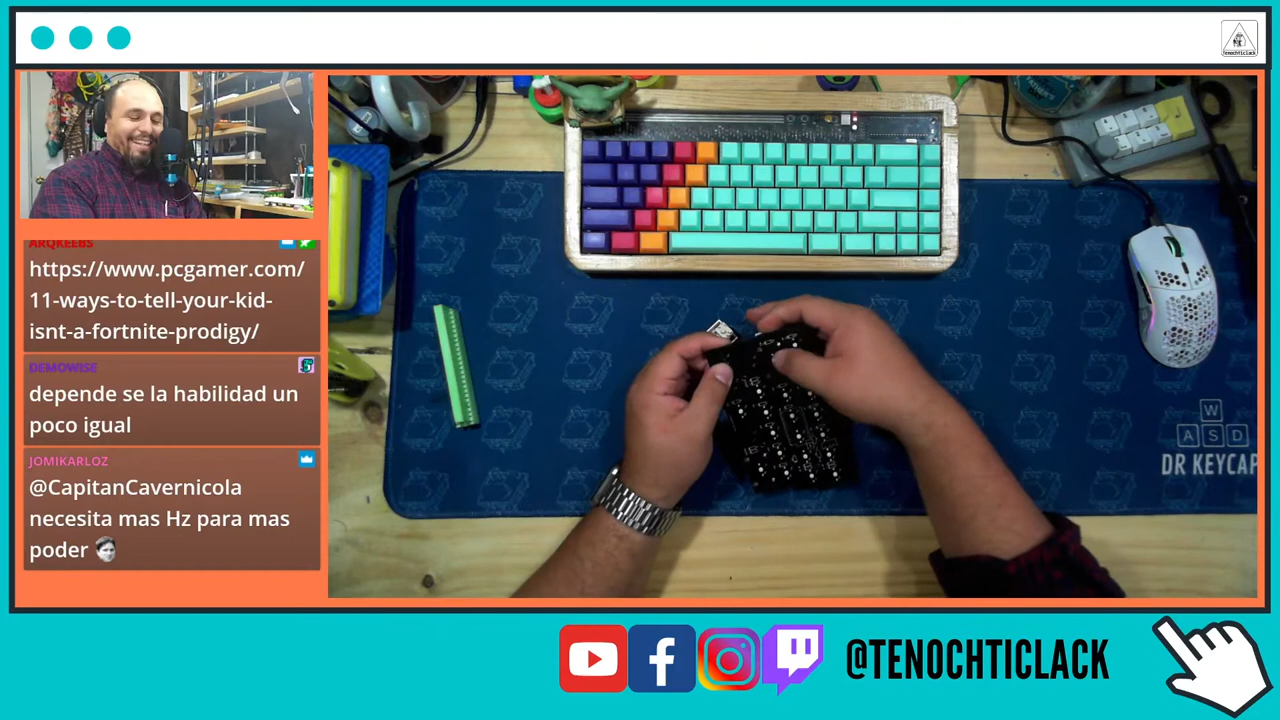 Tenochticlack
ARQKEEBS
https://www.pcgamer.com/
11-ways-to-tell-your-kid-
isnt-a-fortnite-prodigy/
DEMOWISE
depende se la habilidad un
poco igual
JOMIKARLOZ
@CapitanCavernicola
necesita mas Hz para mas
poder
W
A S D
DR KEYCAP
@TENOCHTICLACK